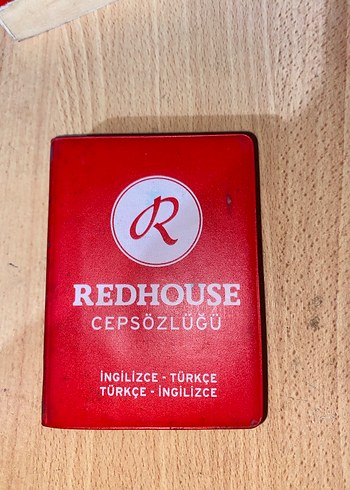 R
REDHOUSE
CEPSÖZLÜĞÜ
İNGİLİZCE - TÜRKÇE
TÜRKÇE - İNGİLİZCE